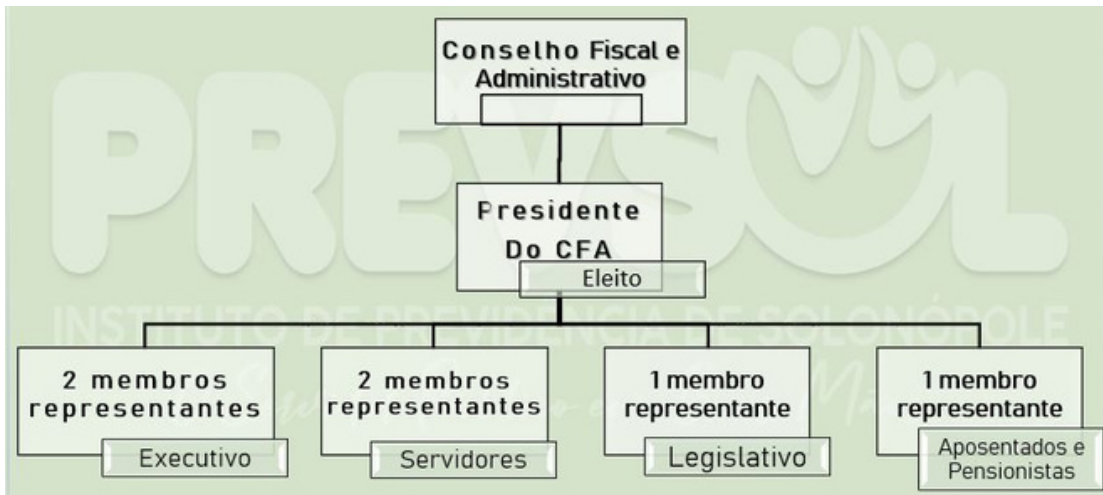 Conselho Fiscal e
Administrativo
PREVSOL
Presidente
Do CFA
Eleito
INSTITUTO DE PREVIDÊNCIA DE SOLONÓPOLE
2 membros
representantes
Executivo
2 membros
representantes
Servidores
1 membro
representante
Legislativo
1 membro
representante
Aposentados e
Pensionistas